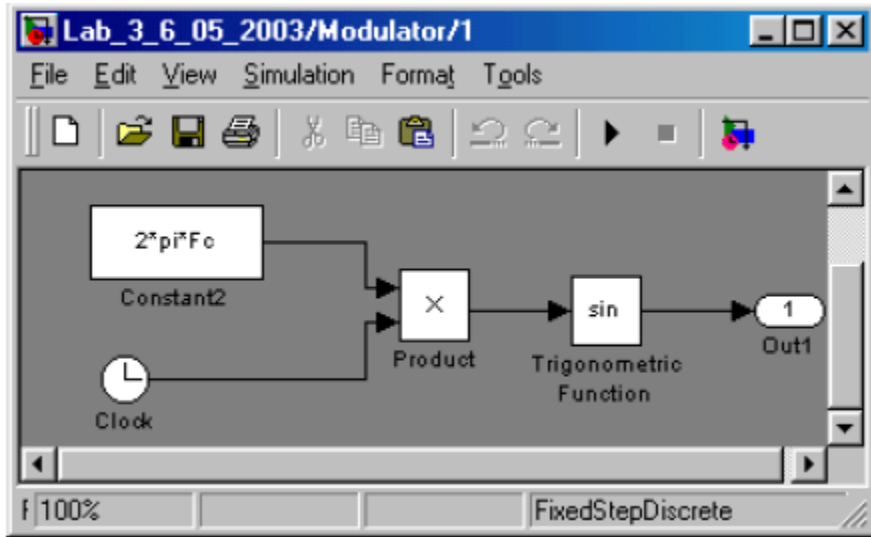 Lab_3_6_05_2003/Modulator/1
File Edit View Simulation Format Tools
2*pi*Fc
Constant2
×
Product
sin
Trigonometric
Function
1
Out1
Clock
100%
FixedStepDiscrete